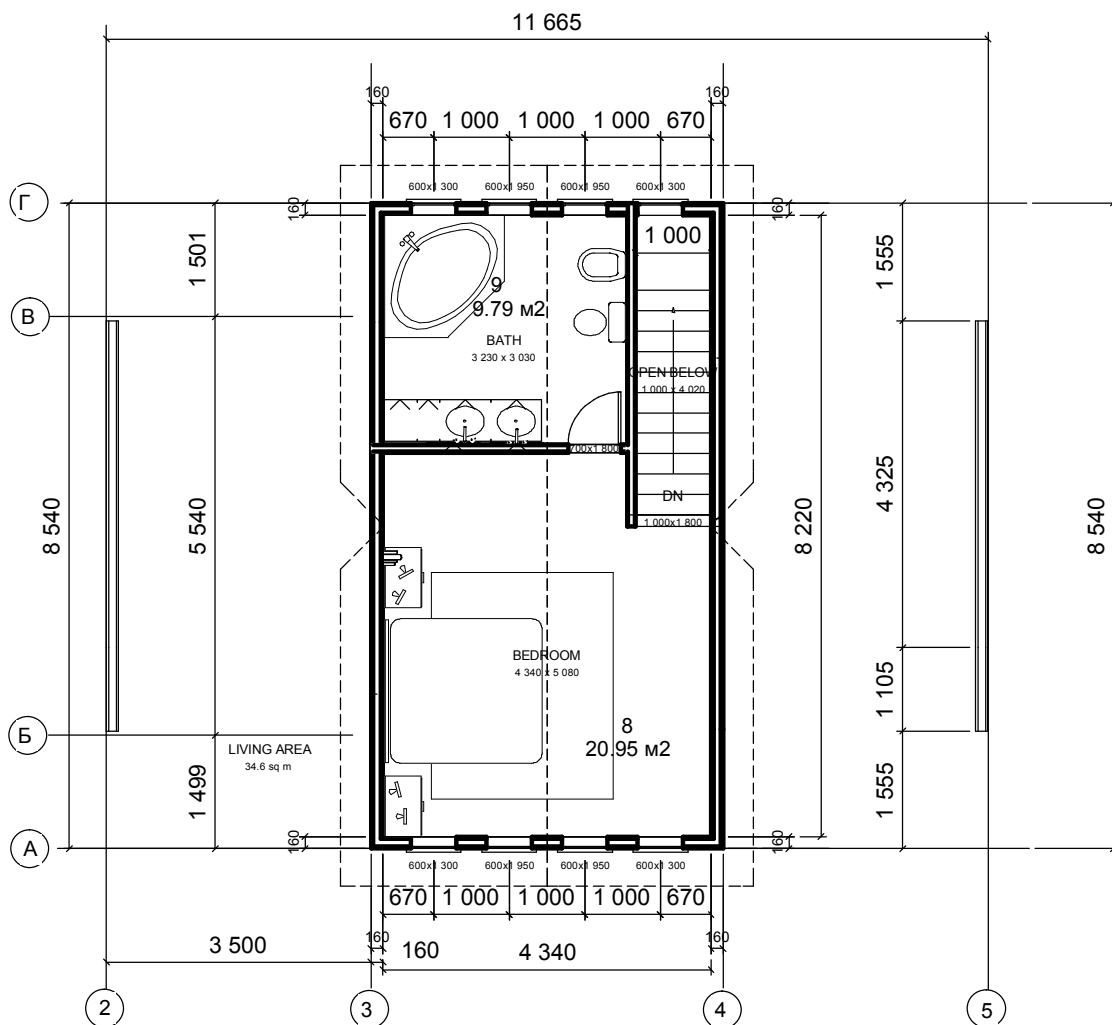 11 665
160
160
670
1 000
1 000
1 000
670
600x1 300
600x1 950
600x1 950
600x1 300
Г
160
160
1 000
1 501
1 555
9
9.79 м2
В
BATH
3 230 x 3 030
OPEN BELOW
1 000 x 4 020
700x1 800
DN
1 000x1 800
8 540
5 540
8 220
4 325
8 540
BEDROOM
4 340 x 5 080
1 105
8
20.95 м2
Б
LIVING AREA
34.6 sq m
1 499
1 555
А
160
160
600x1 300
600x1 950
600x1 950
600x1 300
670
1 000
1 000
1 000
670
3 500
160
160
4 340
160
2
3
4
5